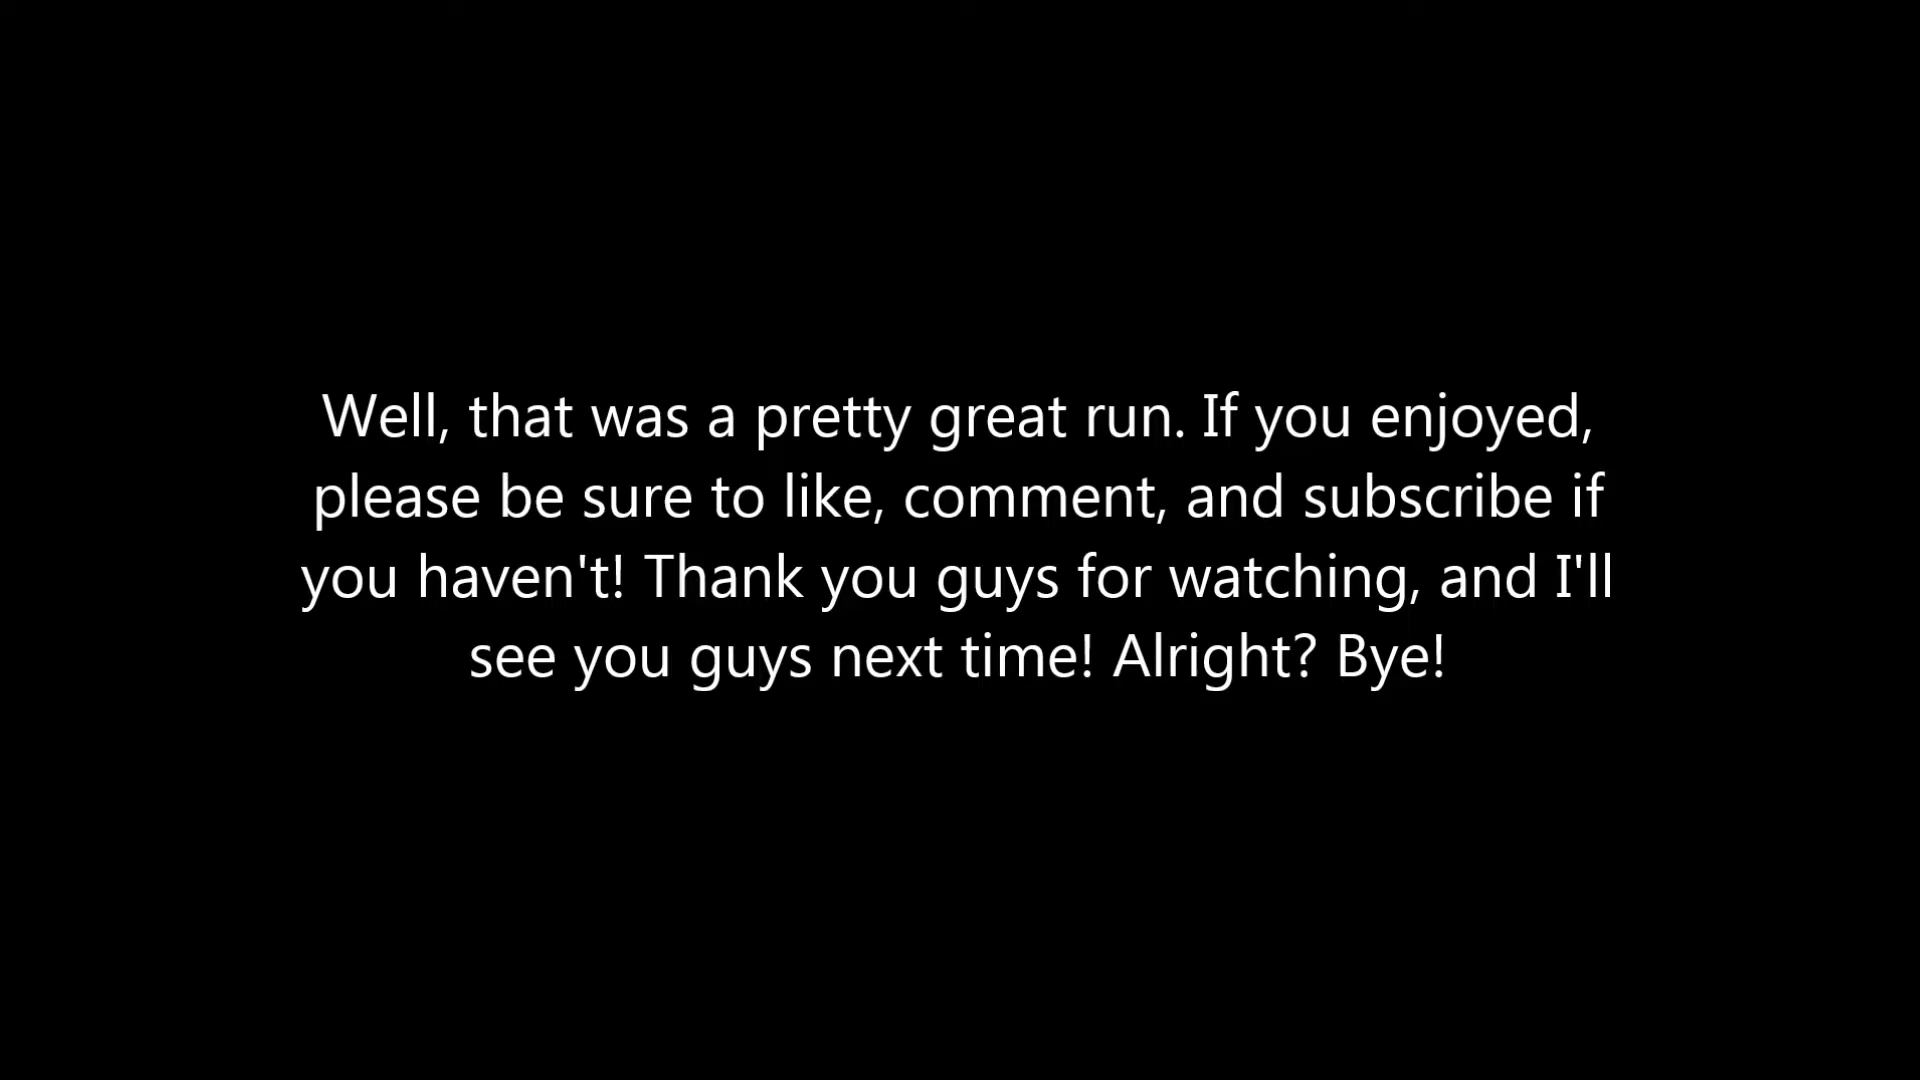 Well, that was a pretty great run. If you enjoyed,
please be sure to like, comment, and subscribe if
you haven't! Thank you guys for watching, and I'll
see you guys next time! Alright? Bye!